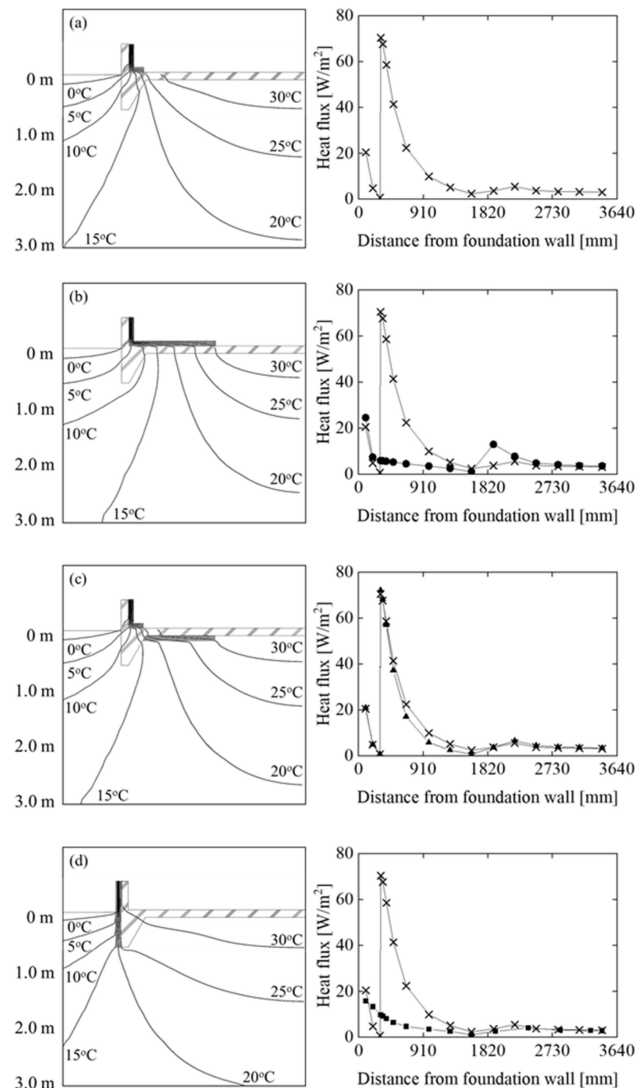 (a)
0 m
0°C
5°C
1.0 m
10°C
2.0 m
15°C
3.0 m
30°C
25°C
20°C
Heat flux [W/m²]
80
60
40
20
0
0 910 1820 2730 3640
Distance from foundation wall [mm]
(b)
0 m
0°C
5°C
1.0 m
10°C
2.0 m
15°C
3.0 m
30°C
25°C
20°C
Heat flux [W/m²]
80
60
40
20
0
0 910 1820 2730 3640
Distance from foundation wall [mm]
(c)
0 m
0°C
5°C
1.0 m
10°C
2.0 m
15°C
3.0 m
30°C
25°C
20°C
Heat flux [W/m²]
80
60
40
20
0
0 910 1820 2730 3640
Distance from foundation wall [mm]
(d)
0 m
0°C
5°C
1.0 m
10°C
2.0 m
15°C
3.0 m
30°C
25°C
20°C
Heat flux [W/m²]
80
60
40
20
0
0 910 1820 2730 3640
Distance from foundation wall [mm]